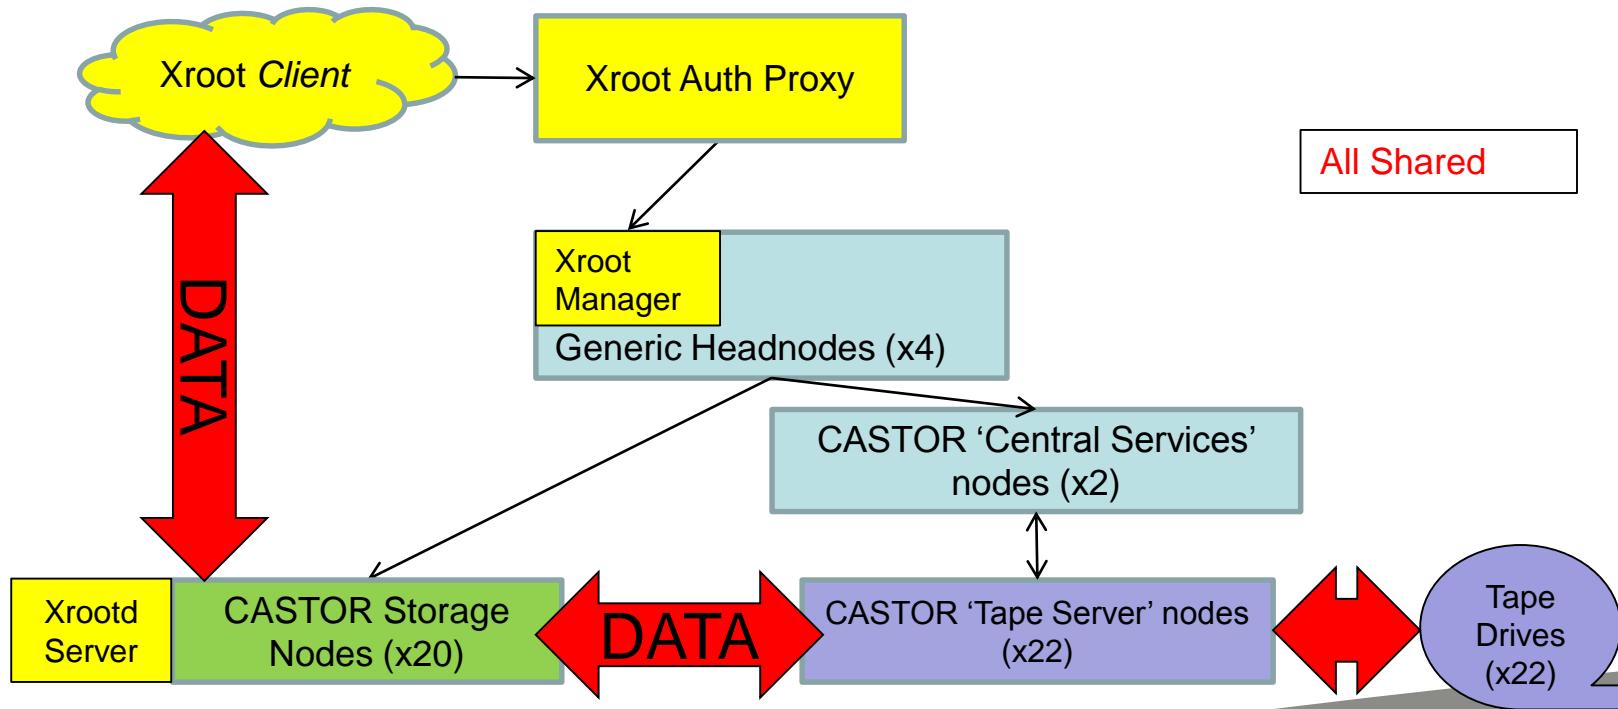 Xroot Client
Xroot Auth Proxy
All Shared
Xroot
Manager
Generic Headnodes (x4)
DATA
CASTOR ‘Central Services’
nodes (x2)
Xrootd
Server
CASTOR Storage
Nodes (x20)
DATA
CASTOR ‘Tape Server’ nodes
(x22)
Tape
Drives
(x22)